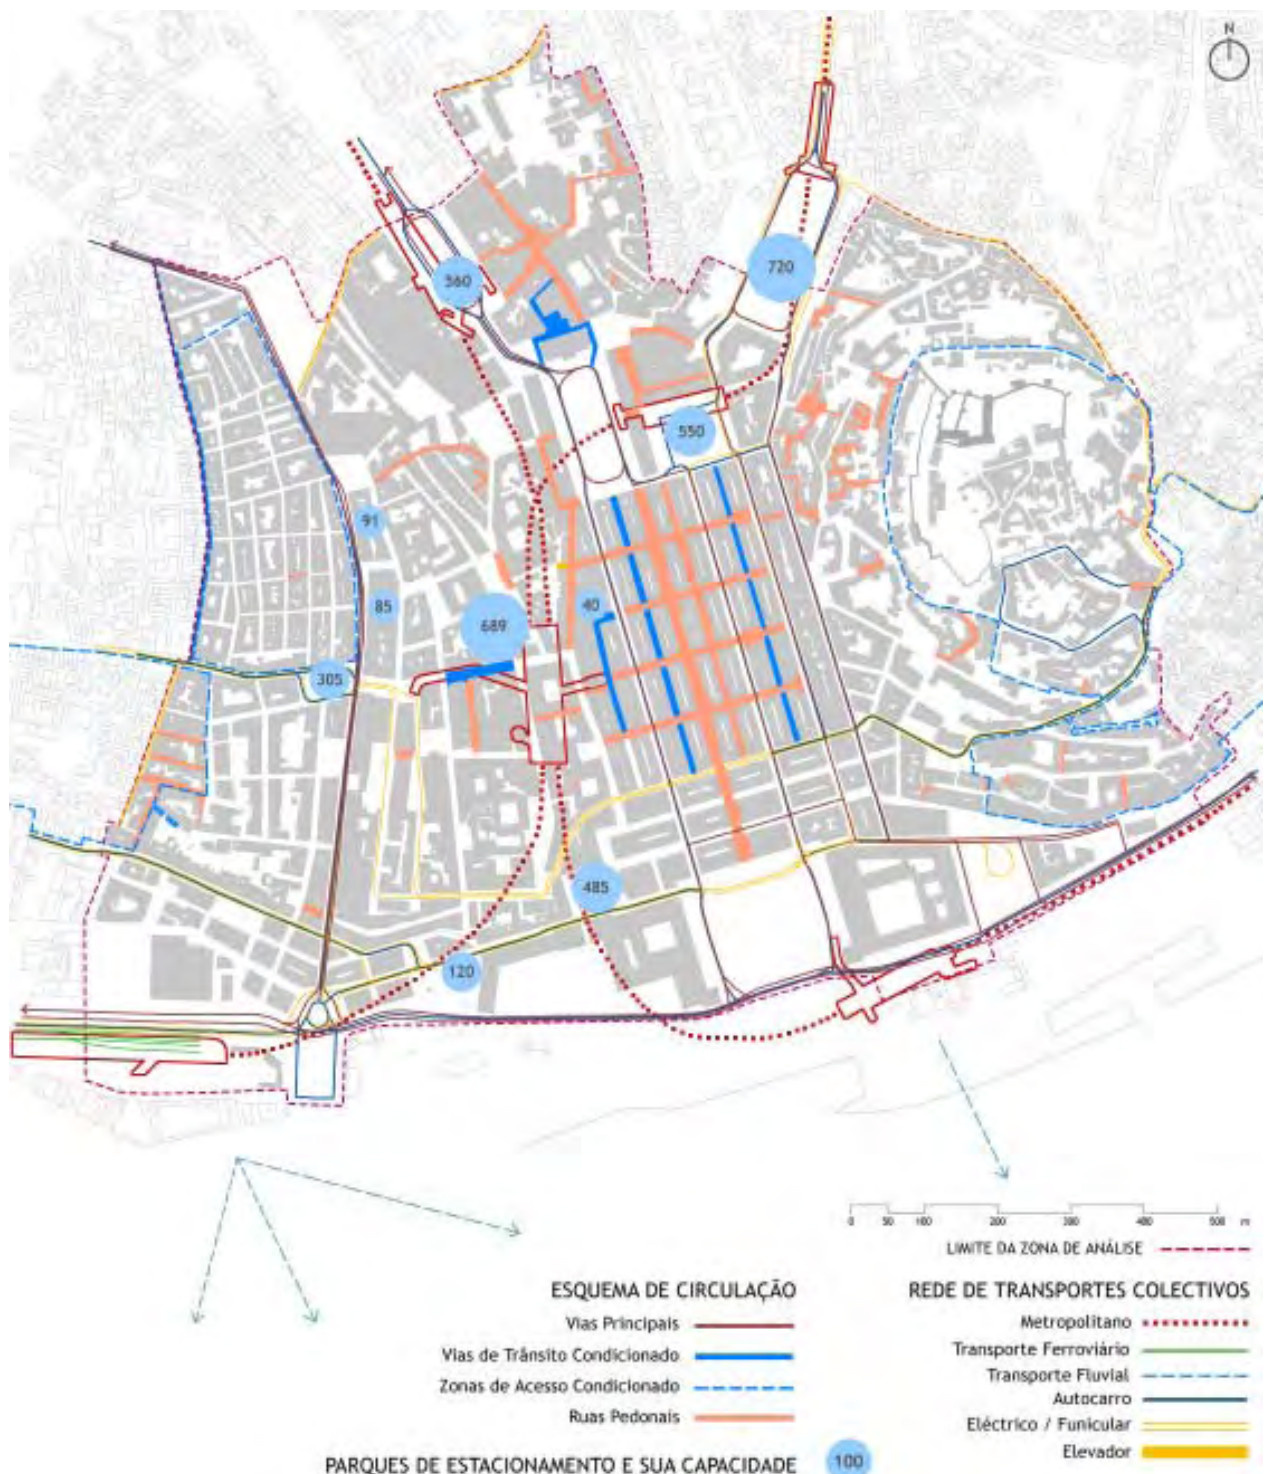 N
720
360
550
91
85
689
40
305
485
120
0 50 100 200 300 400 500 m
LIMITE DA ZONA DE ANÁLISE
ESQUEMA DE CIRCULAÇÃO
Vias Principais
Vias de Trânsito Condicionado
Zonas de Acesso Condicionado
Ruas Pedonais
REDE DE TRANSPORTES COLECTIVOS
Metropolitano
Transporte Ferroviário
Transporte Fluvial
Autocarro
Eléctrico / Funicular
Elevador
PARQUES DE ESTACIONAMENTO E SUA CAPACIDADE 100